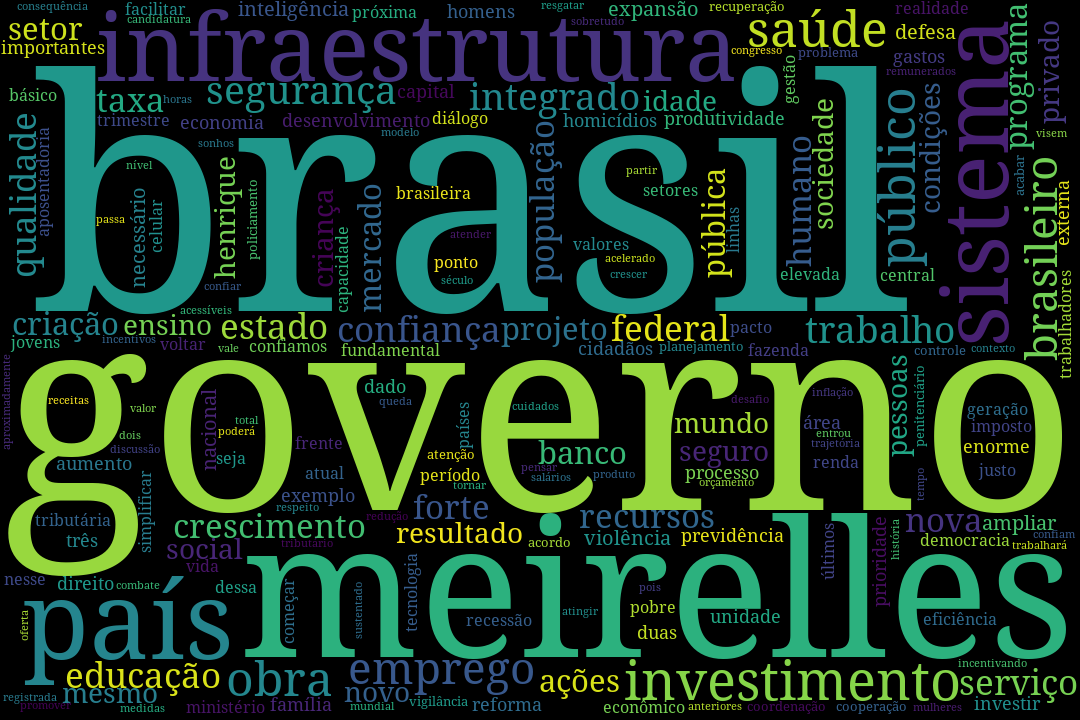 consequência
facilitar
candidatura
inteligência
próxima
homens
resgatar
sobretudo
expansão
recuperação
realidade
setor
importantes
infraestrutura
congresso
saúde
problema
defesa
gastos
remunerados
sistema
programa
privado
visem
básico
taxa
horas
segurança
capital
integrado
idade
gestão
trimestre
economia
desenvolvimento
diálogo
modelo
homicídios
produtividade
sonhos
brasil
qualidade
aposentadoria
nível
passa
necessário
celular
henrique
policiamento
confiar
criança
capacidade
mercado
brasileira
atender
ponto
século
população
partir
setores
valores
acelerado
crescer
pública
linhas
humano
sociedade
elevada
público
central
condições
acabar
brasileiro
externa
trabalhadores
acessíveis
criação
jovens
incentivos
ensino
voltar
estado
vale
confiamos
confiança
fundamental
projeto
federal
cidadãos
planejamento
pacto
fazenda
trabalho
controle
contexto
governo
aproximadamente
receitas
valor
dois
discussão
aumento
nacional
total
poderá
seja
dado
queda
frente
atual
exemplo
respeito
países
atenção
período
tornar
cuidados
banco
pensar
salários
produto
mundo
desafio
seguro
processo
orçamento
inflação
área
entrou
trajetória
renda
pessoas
penitenciário
tempo
geração
imposto
enorme
justo
tributária
três
simplificar
crescimento
social
vida
tributário
redução
forte
resultado
acordo
recursos
violência
previdência
últimos
prioridade
história
nova
ampliar
democracia
confiam
trabalhará
nesse
direito
combate
dessa
país
oferta
meirelles
começar
sustentado
tecnologia
recessão
atingir
pois
pobre
duas
unidade
eficiência
educação
mesmo
registrada
promover
medidas
obra
ministério
família
emprego
novo
mundial
vigilância
reforma
ações
investimento
econômico
anteriores
coordenação
cooperação
mulheres
incentivando
serviço
investir